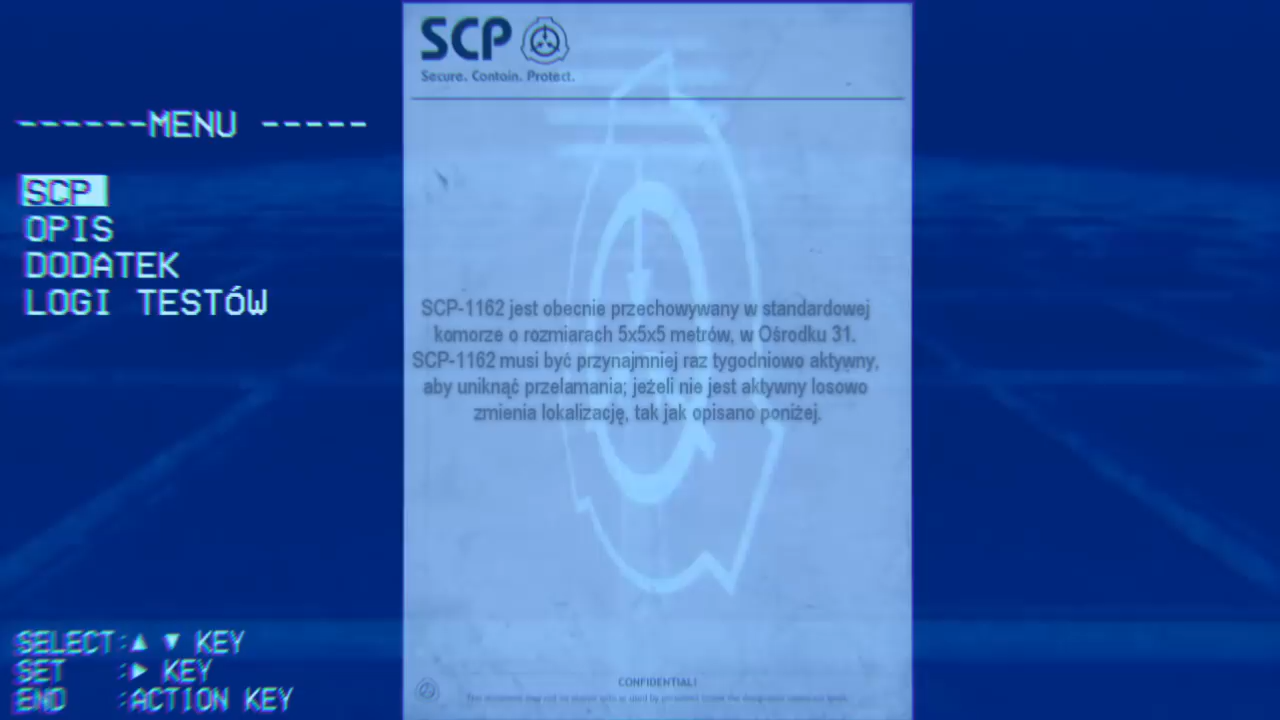 SCP
Secure. Contain. Protect.
------MENU -----
SCP
OPIS
DODATEK
LOGI TESTÓW
SCP-1162 jest obecnie przechowywany w standardowej
komorze o rozmiarach 5x5x5 metrów, w Ośrodku 31.
SCP-1162 musi być przynajmniej raz tygodniowo aktywny,
aby uniknąć przełamania; jeżeli nie jest aktywny losowo
zmienia lokalizację, tak jak opisano poniżej.
SELECT:▲ ▼ KEY
SET :► KEY
END :ACTION KEY
CONFIDENTIAL!